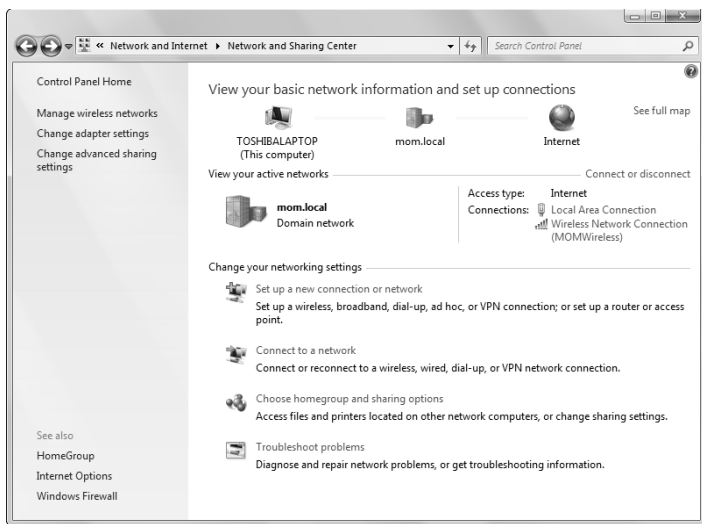 « Network and Internet ▸ Network and Sharing Center
Search Control Panel
Control Panel Home
Manage wireless networks
Change adapter settings
Change advanced sharing
settings
See also
HomeGroup
Internet Options
Windows Firewall
View your basic network information and set up connections
See full map
TOSHIBALAPTOP
(This computer)
mom.local
Internet
View your active networks
Connect or disconnect
mom.local
Domain network
Access type: Internet
Connections: Local Area Connection
Wireless Network Connection
(MOMWireless)
Change your networking settings
Set up a new connection or network
Set up a wireless, broadband, dial-up, ad hoc, or VPN connection; or set up a router or access
point.
Connect to a network
Connect or reconnect to a wireless, wired, dial-up, or VPN network connection.
Choose homegroup and sharing options
Access files and printers located on other network computers, or change sharing settings.
Troubleshoot problems
Diagnose and repair network problems, or get troubleshooting information.